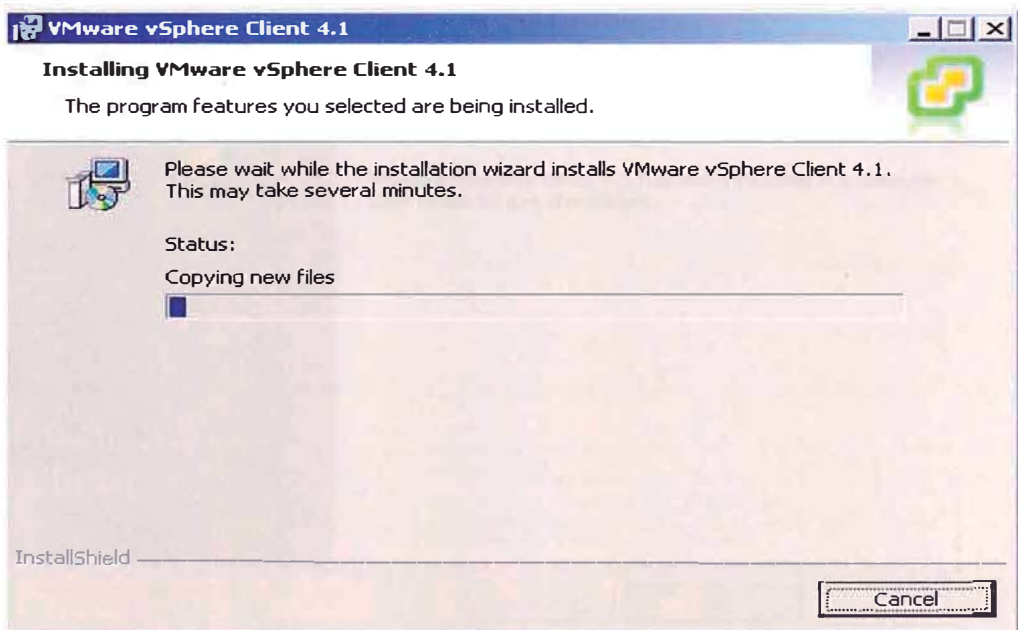 VMware vSphere Client 4.1
Installing VMware vSphere Client 4.1
The program features you selected are being installed.
Please wait while the installation wizard installs VMware vSphere Client 4.1.
This may take several minutes.
Status:
Copying new files
InstallShield
Cancel